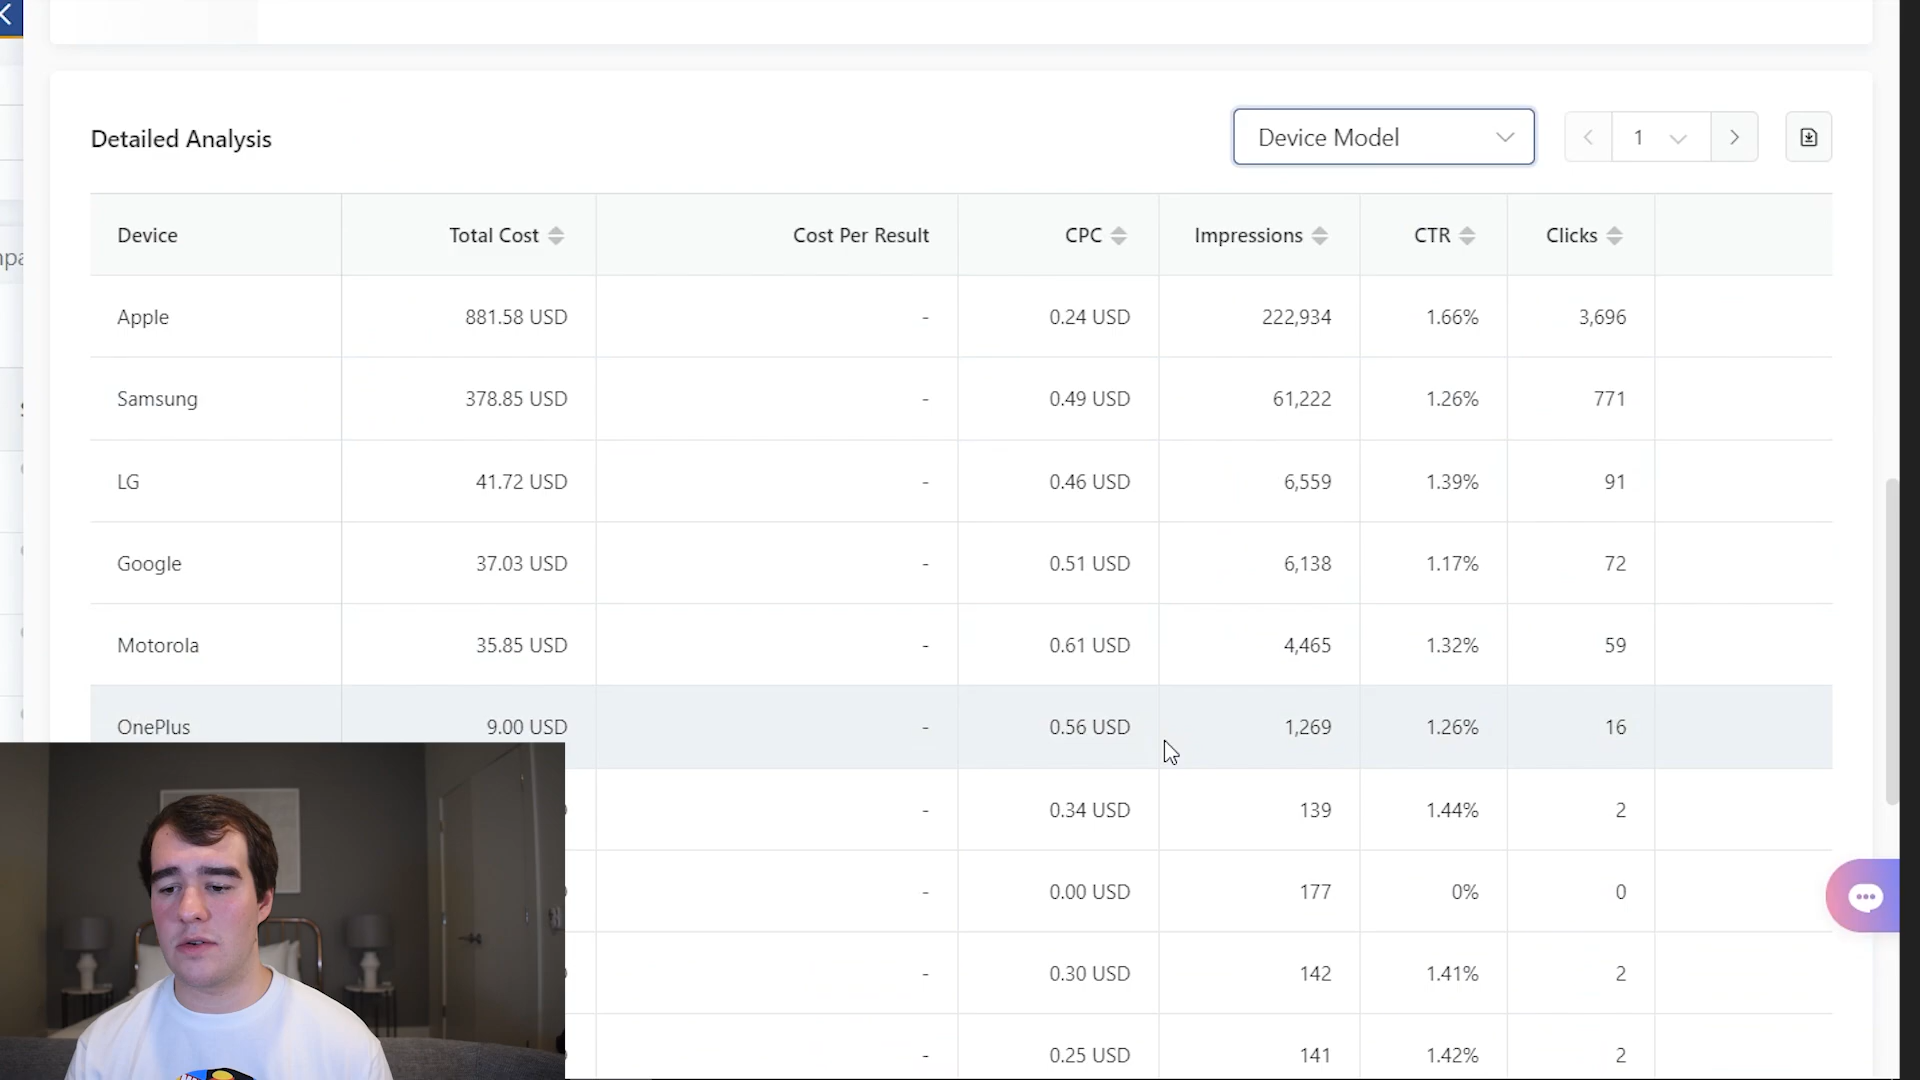 Detailed Analysis
Device Model
1
Device Total Cost Cost Per Result CPC Impressions CTR Clicks
Apple 881.58 USD - 0.24 USD 222,934 1.66% 3,696
Samsung 378.85 USD - 0.49 USD 61,222 1.26% 771
LG 41.72 USD - 0.46 USD 6,559 1.39% 91
Google 37.03 USD - 0.51 USD 6,138 1.17% 72
Motorola 35.85 USD - 0.61 USD 4,465 1.32% 59
OnePlus 9.00 USD - 0.56 USD 1,269 1.26% 16
- 0.34 USD 139 1.44% 2
- 0.00 USD 177 0% 0
- 0.30 USD 142 1.41% 2
- 0.25 USD 141 1.42% 2